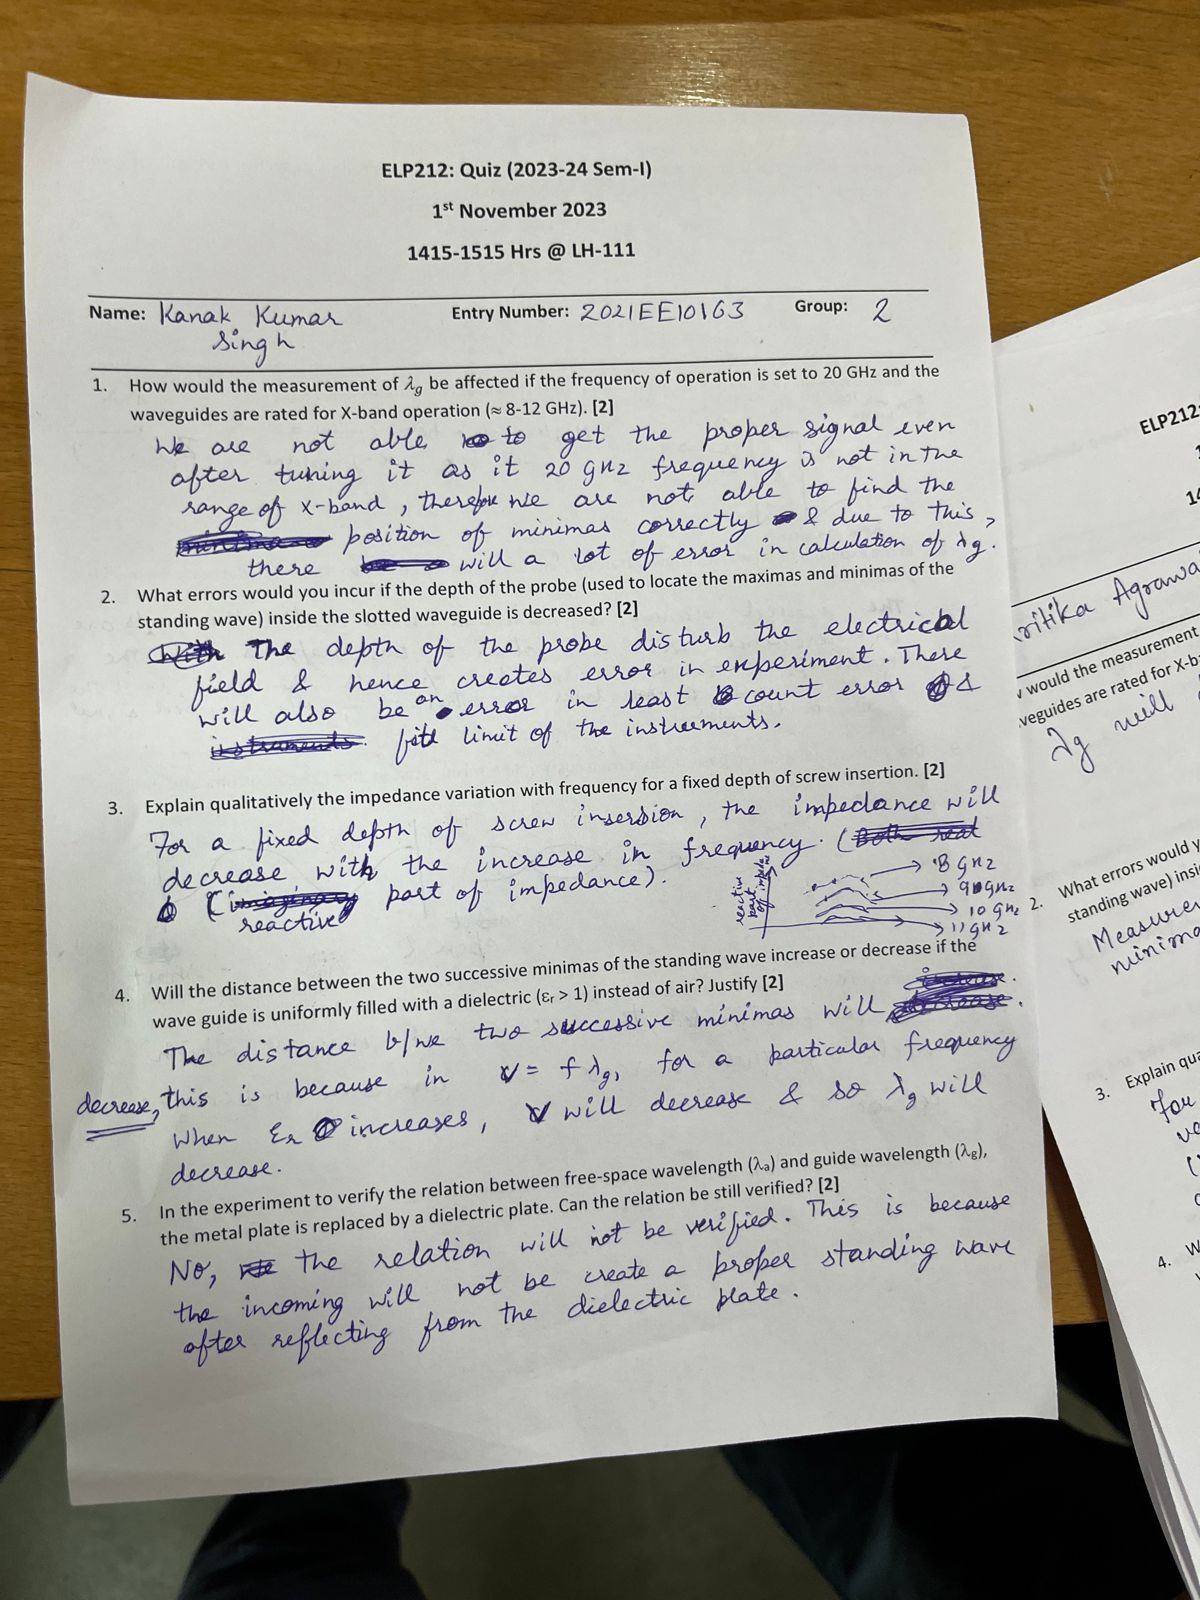 ELP212: Quiz (2023-24 Sem-I)
1st November 2023
1415-1515 Hrs @ LH-111
Name: Kanak Kumar Entry Number: 2021EE10163 Group: 2
Singh
1. How would the measurement of λg be affected if the frequency of operation is set to 20 GHz and the
waveguides are rated for X-band operation (≈ 8-12 GHz). [2]
We are not able to get the proper signal even
after tuning it as it 20 GHz frequency is not in the
range of X-band, therefore we are not able to find the
position of minimas correctly & due to this,
there will a lot of error in calculation of λg.
2. What errors would you incur if the depth of the probe (used to locate the maximas and minimas of the
standing wave) inside the slotted waveguide is decreased? [2]
The depth of the probe disturb the electrical
field & hence creates error in experiment. There
will also be an error in least count error &
limit of the instruements.
3. Explain qualitatively the impedance variation with frequency for a fixed depth of screw insertion. [2]
For a fixed depth of screw insersion, the impedance will
decrease with the increase in frequency. (Both real
( part of impedance).
reactive
reactive
part
of impeda
8 GHz
9 GHz
10 GHz
11 GHz
4. Will the distance between the two successive minimas of the standing wave increase or decrease if the
wave guide is uniformly filled with a dielectric (εr > 1) instead of air? Justify [2]
The distance b/we two successive minimas will
decrease, this is because in v = f λg, for a particular frequency
When εr increases, v will decrease & so λg will
decrease.
5. In the experiment to verify the relation between free-space wavelength (λa) and guide wavelength (λg),
the metal plate is replaced by a dielectric plate. Can the relation be still verified? [2]
No, the relation will not be verified. This is because
the incoming will not be create a proper standing wave
after reflecting from the dielectric plate.
ELP212:
ritika Agrawa
would the measurement
veguides are rated for X-b
λg will
2. What errors would y
standing wave) insi
Measure
minima
3. Explain qua
For
4. W